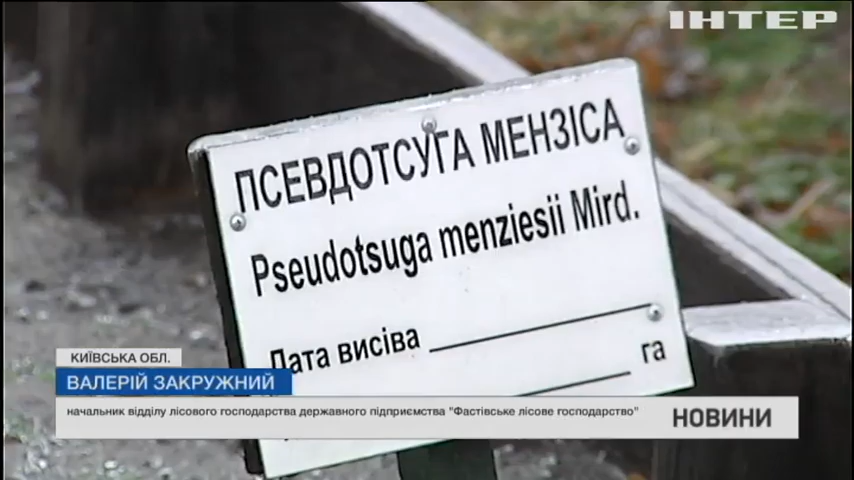 ІНТЕР
ПСЕВДОТСУГА МЕНЗІСА
Pseudotsuga menziesii Mird.
Дата висіва
га
КИЇВСЬКА ОБЛ.
ВАЛЕРІЙ ЗАКРУЖНИЙ
начальник відділу лісового господарства державного підприємства "Фастівське лісове господарство"
НОВИНИ